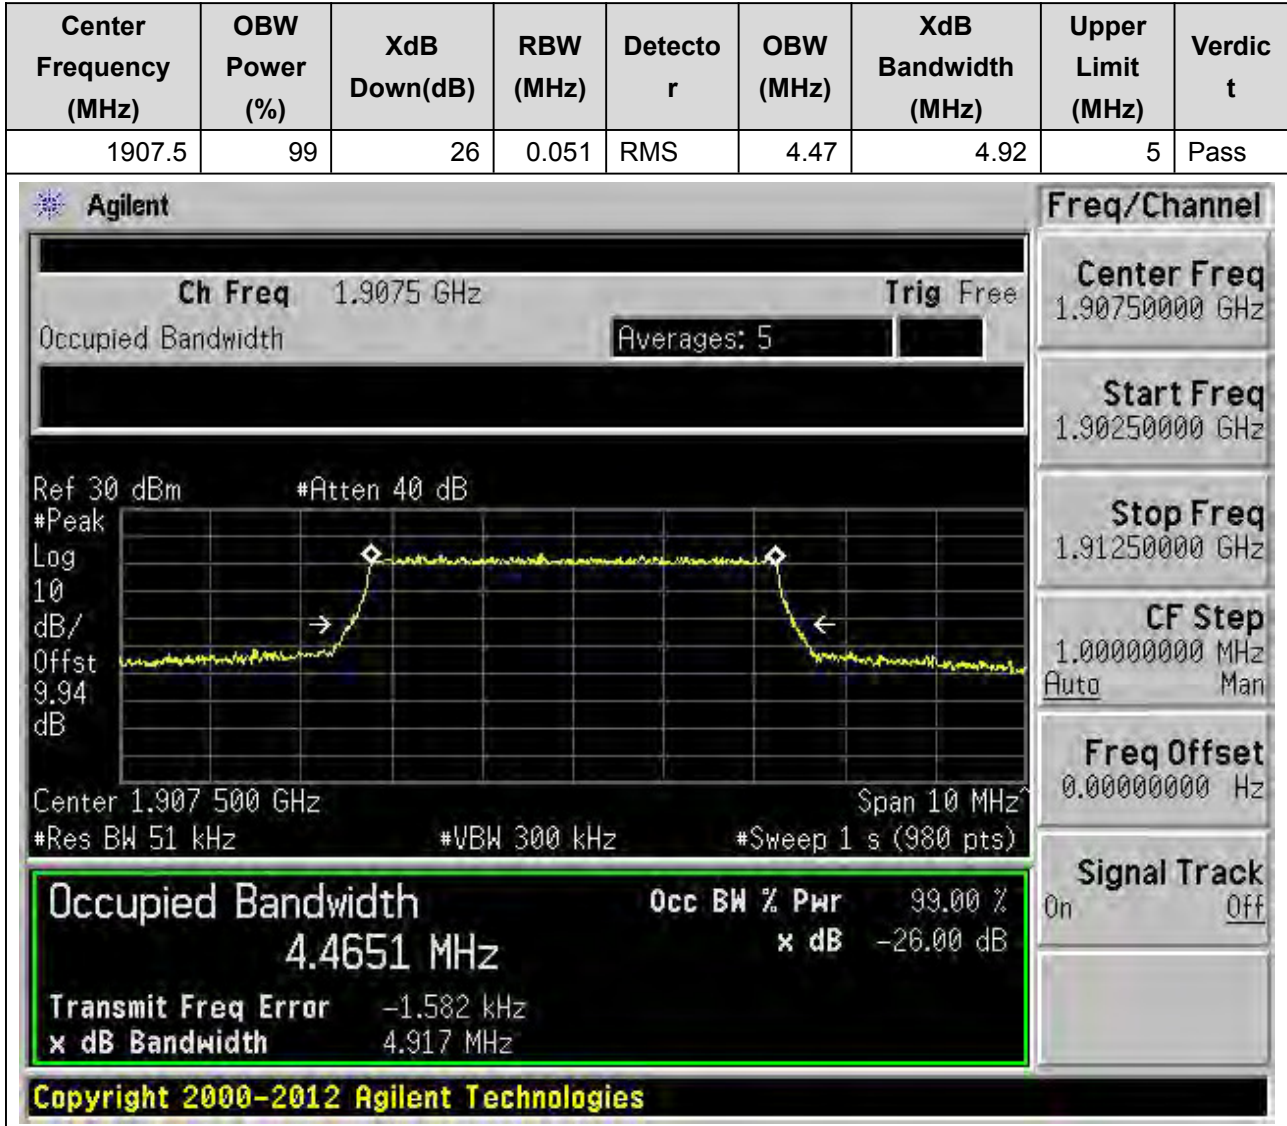 Center Frequency (MHz) OBW Power (%) XdB Down(dB) RBW (MHz) Detecto r OBW (MHz) XdB Bandwidth (MHz) Upper Limit (MHz) Verdic t
1907.5 99 26 0.051 RMS 4.47 4.92 5 Pass
Agilent
Freq/Channel
Ch Freq 1.9075 GHz Trig Free
Occupied Bandwidth Averages: 5
Center Freq
1.90750000 GHz
Start Freq
1.90250000 GHz
Stop Freq
1.91250000 GHz
CF Step
1.00000000 MHz
Auto Man
Freq Offset
0.00000000 Hz
Signal Track
On Off
Ref 30 dBm #Atten 40 dB
#Peak
Log
10
dB/
Offst
9.94
dB
Center 1.907 500 GHz Span 10 MHz^
#Res BW 51 kHz #VBW 300 kHz #Sweep 1 s (980 pts)
Occupied Bandwidth Occ BW % Pwr 99.00 %
4.4651 MHz x dB -26.00 dB
Transmit Freq Error -1.582 kHz
x dB Bandwidth 4.917 MHz
Copyright 2000-2012 Agilent Technologies